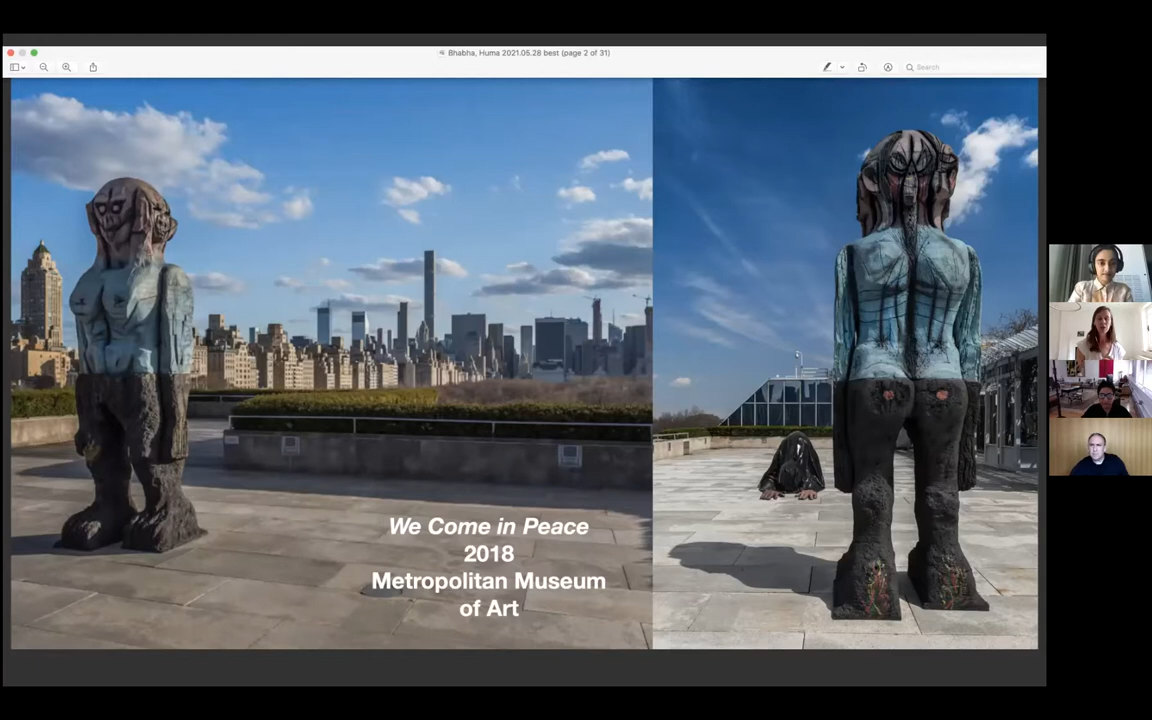 Bhabha, Huma 2021.05.28 best (page 2 of 31)
Search
We Come in Peace
2018
Metropolitan Museum
of Art